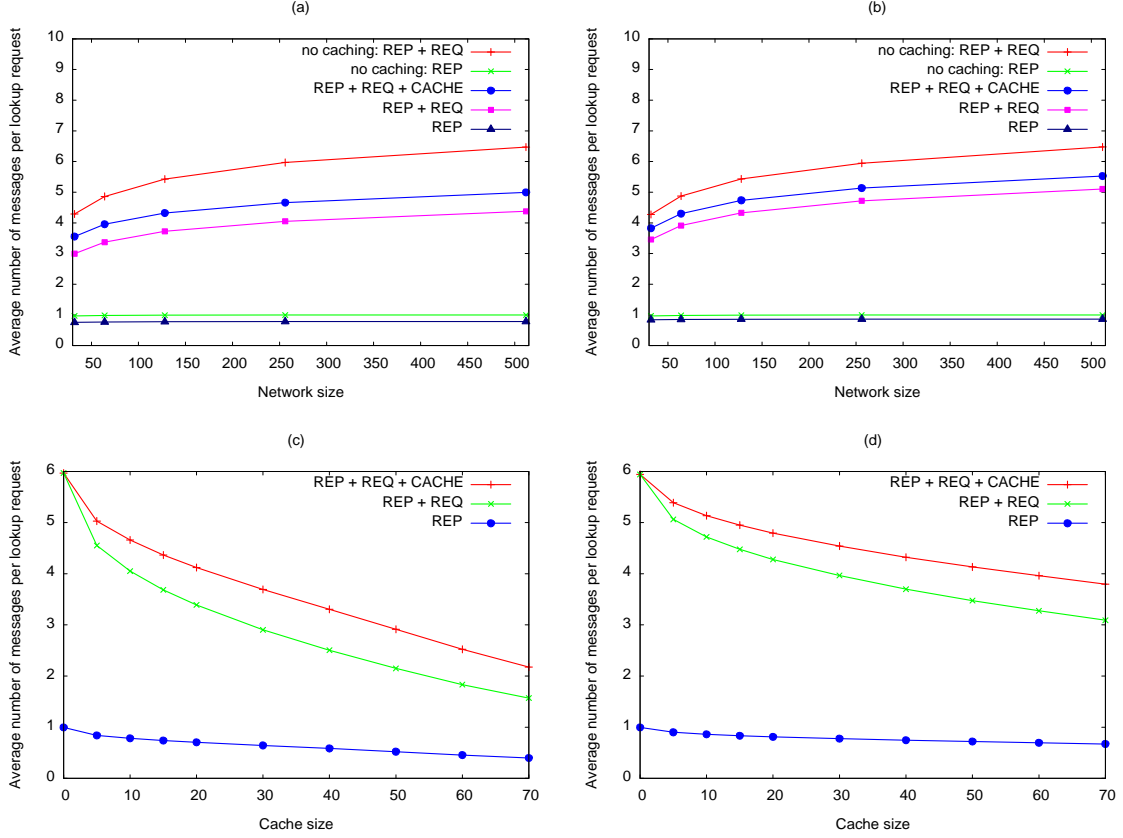 (a)
Average number of messages per lookup request
10
9
8
7
6
5
4
3
2
1
0
no caching: REP + REQ
no caching: REP
REP + REQ + CACHE
REP + REQ
REP
50 100 150 200 250 300 350 400 450 500
Network size
(b)
Average number of messages per lookup request
10
9
8
7
6
5
4
3
2
1
0
no caching: REP + REQ
no caching: REP
REP + REQ + CACHE
REP + REQ
REP
50 100 150 200 250 300 350 400 450 500
Network size
(c)
Average number of messages per lookup request
6
5
4
3
2
1
0
REP + REQ + CACHE
REP + REQ
REP
0 10 20 30 40 50 60 70
Cache size
(d)
Average number of messages per lookup request
6
5
4
3
2
1
0
REP + REQ + CACHE
REP + REQ
REP
0 10 20 30 40 50 60 70
Cache size